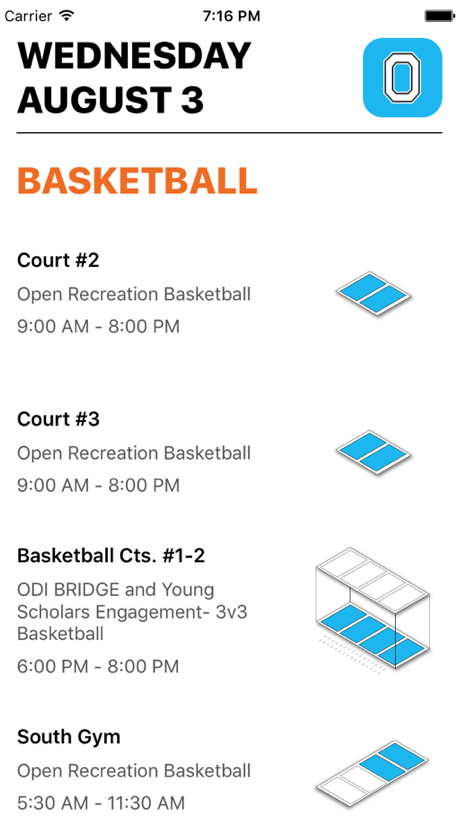 Carrier 7:16 PM
WEDNESDAY
AUGUST 3
O
BASKETBALL
Court #2
Open Recreation Basketball
9:00 AM - 8:00 PM
Court #3
Open Recreation Basketball
9:00 AM - 8:00 PM
Basketball Cts. #1-2
ODI BRIDGE and Young
Scholars Engagement- 3v3
Basketball
6:00 PM - 8:00 PM
South Gym
Open Recreation Basketball
5:30 AM - 11:30 AM